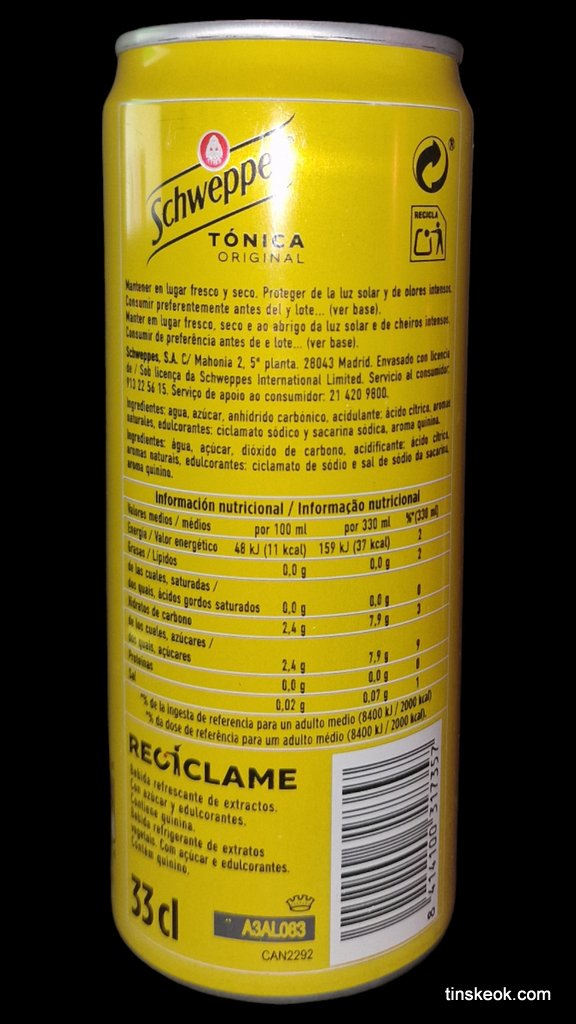 Schweppes
TÓNICA
ORIGINAL
RECICLA
Mantener en lugar fresco y seco. Proteger de la luz solar y de olores intensos.
Consumir preferentemente antes del y lote... (ver base).
Manter em lugar fresco, seco e ao abrigo da luz solar e de cheiros intensos.
Consumir de preferência antes de e lote... (ver base).
Schweppes, S.A. C/ Mahonia 2, 5ª planta. 28043 Madrid. Envasado con licencia
de / Sob licença da Schweppes International Limited. Servicio al consumidor:
913 22 56 15. Serviço de apoio ao consumidor: 21 420 9800.
Ingredientes: agua, azúcar, anhídrido carbónico, acidulante: ácido cítrico, aromas
naturales, edulcorantes: ciclamato sódico y sacarina sódica, aroma quinina.
Ingredientes: água, açúcar, dióxido de carbono, acidificante: ácido cítrico,
aromas naturais, edulcorantes: ciclamato de sódio e sal de sódio da sacarina,
aroma quinino.
Información nutricional / Informação nutricional
Valores medios / médios por 100 ml por 330 ml %*(330 ml)
Energía / Valor energético 48 kJ (11 kcal) 159 kJ (37 kcal) 2
Grasas / Lípidos 0,0 g 0,0 g 2
de las cuales, saturadas /
dos quais, ácidos gordos saturados 0,0 g 0,0 g 0
Hidratos de carbono 2,4 g 7,9 g 3
de los cuales, azúcares /
dos quais, açúcares 2,4 g 7,9 g 9
Proteínas 0,0 g 0,0 g 0
Sal 0,02 g 0,07 g 1
*% de la ingesta de referencia para un adulto medio (8400 kJ / 2000 kcal).
*% da dose de referência para um adulto médio (8400 kJ / 2000 kcal).
RECÍCLAME
Bebida refrescante de extractos.
Con azúcar y edulcorantes.
Contiene quinina.
Bebida refrigerante de extratos
vegetais. Com açúcar e edulcorantes.
Contém quinino.
33 cl
A3AL083
CAN2292
8 414100 317357
tinskeok.com